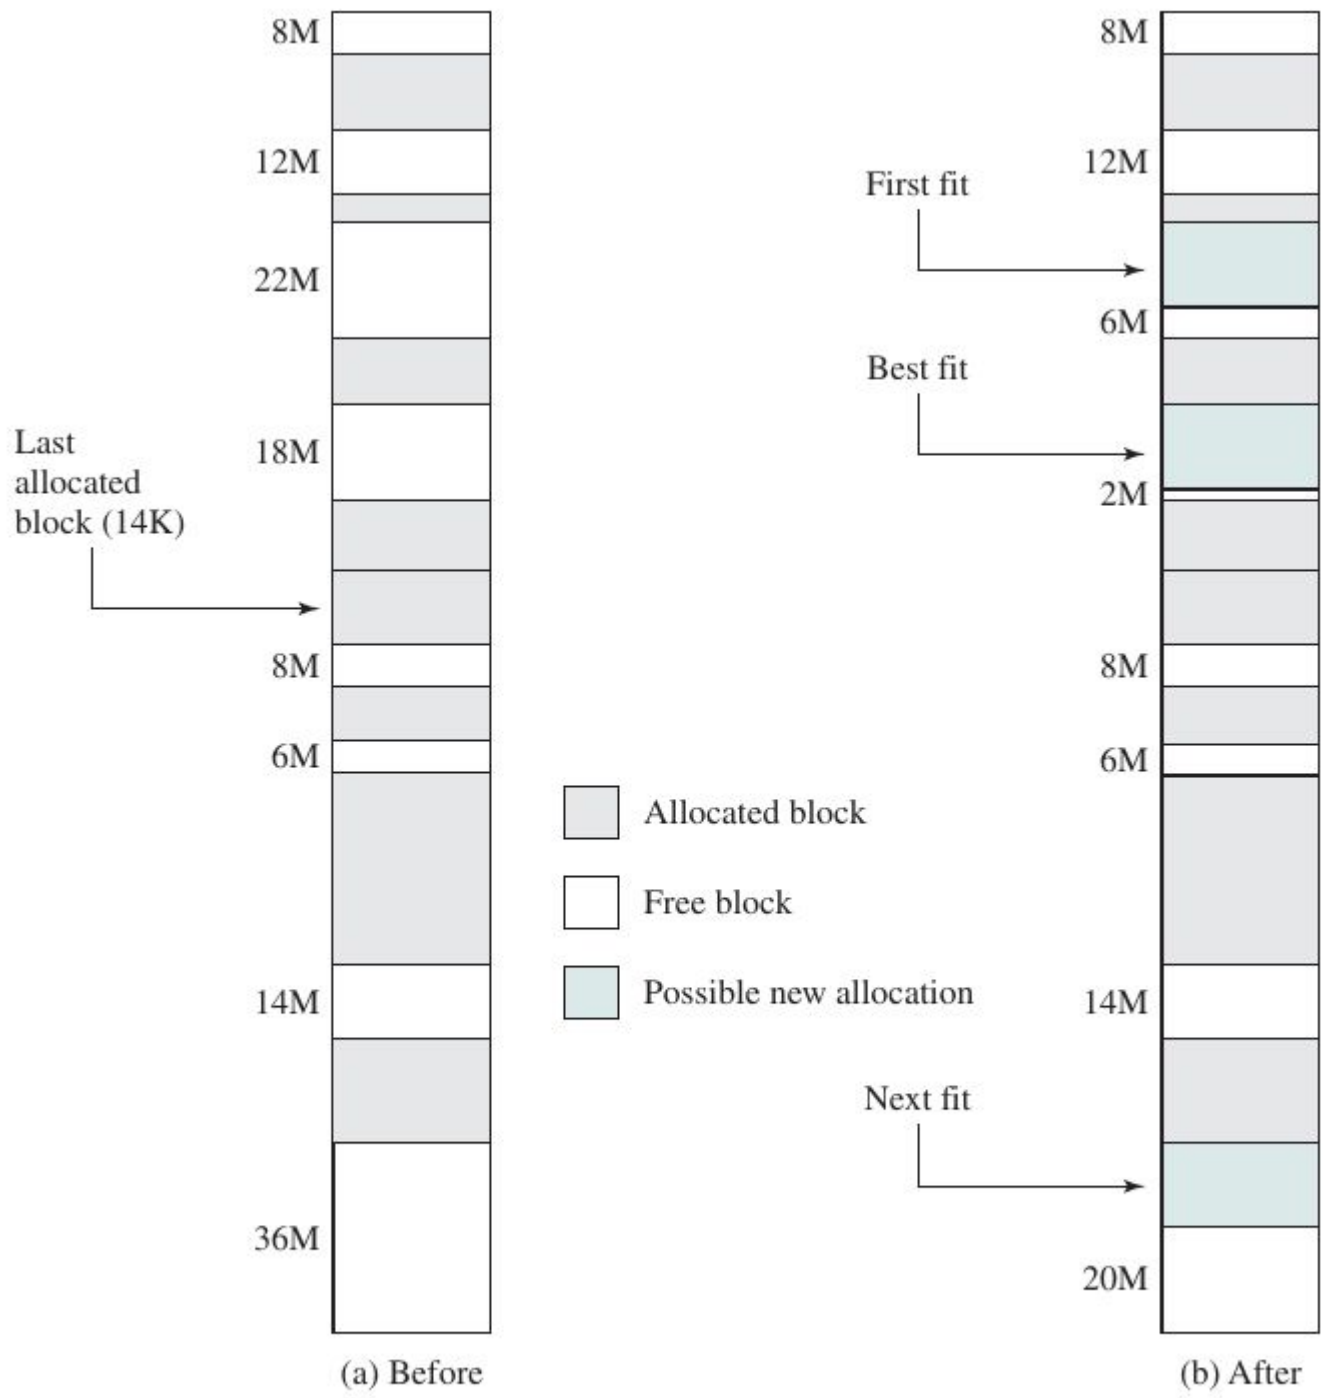 8M
12M
22M
18M
Last
allocated
block (14K)
8M
6M
14M
36M
(a) Before
Allocated block
Free block
Possible new allocation
8M
12M
First fit
6M
Best fit
2M
8M
6M
14M
Next fit
20M
(b) After